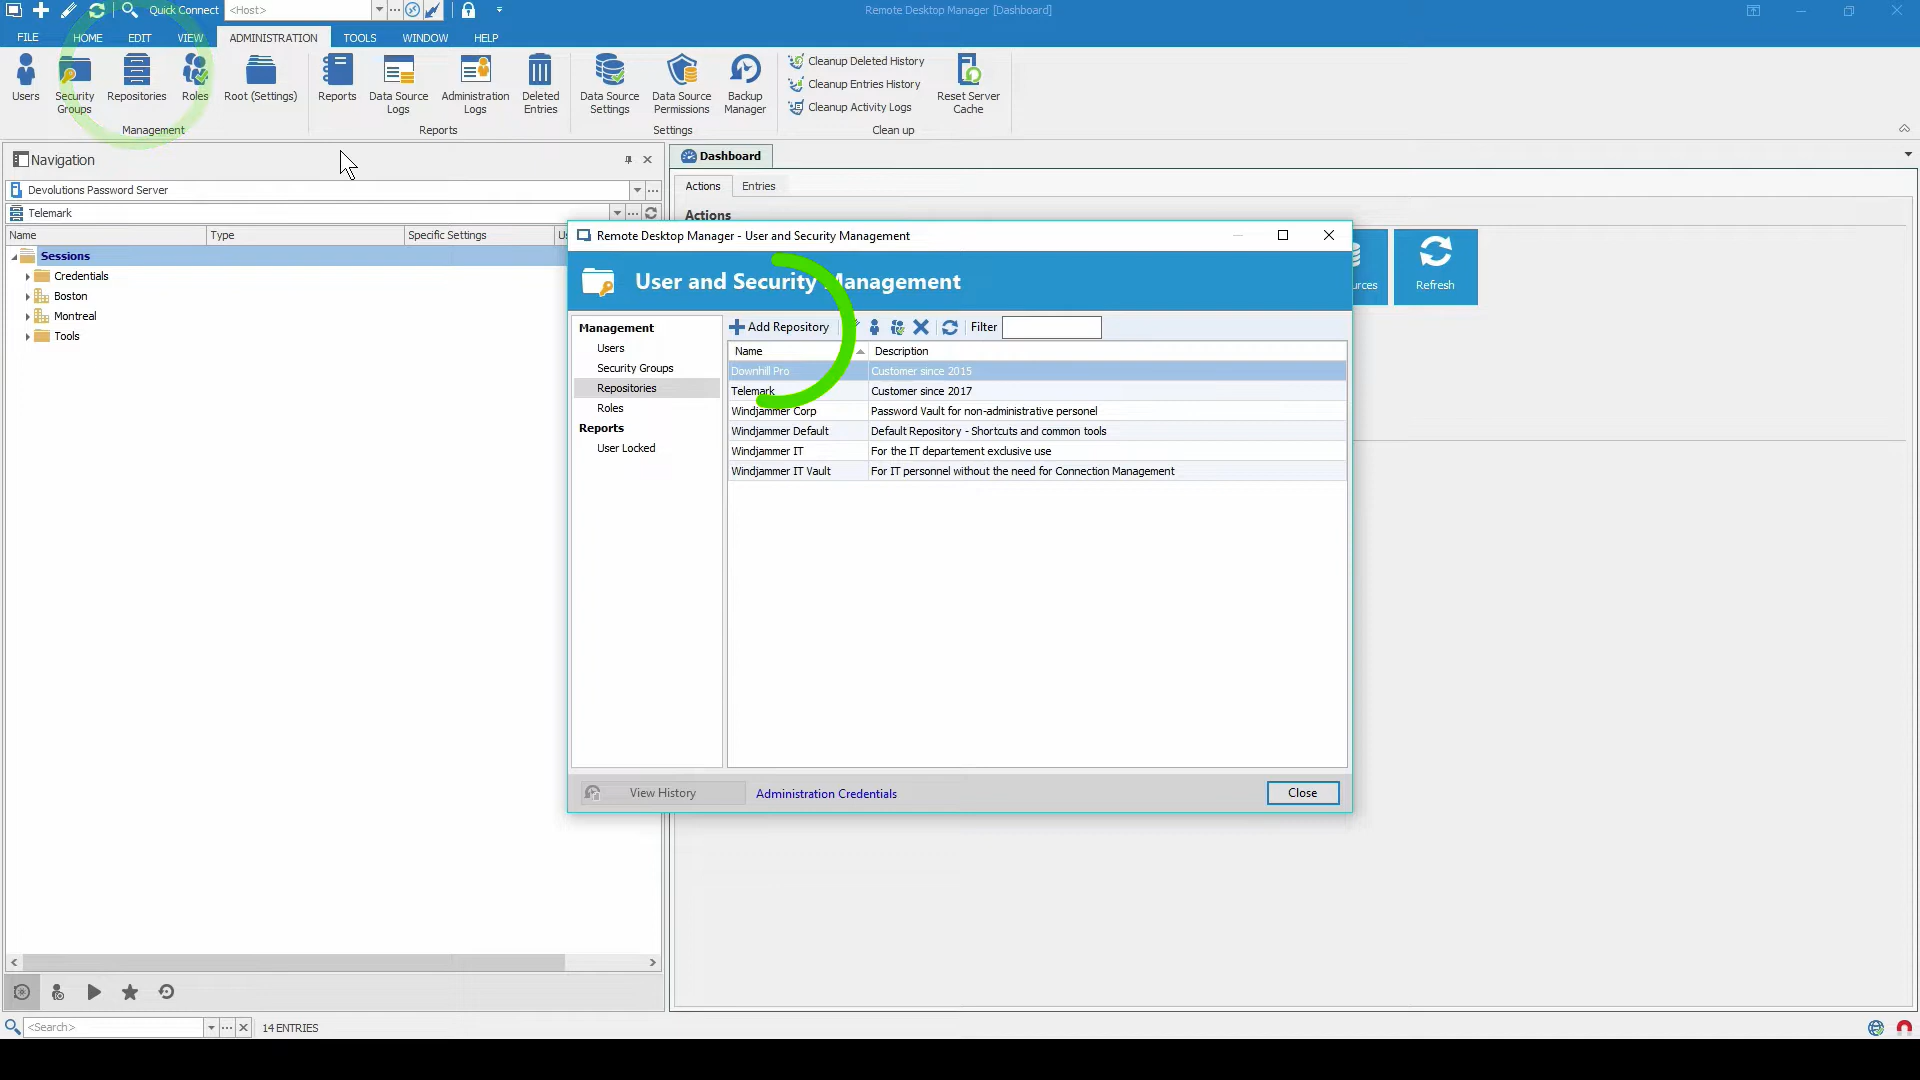 Quick Connect <Host> Remote Desktop Manager [Dashboard]
FILE HOME EDIT VIEW ADMINISTRATION TOOLS WINDOW HELP
Users Security Groups Repositories Roles Root (Settings) Reports Data Source Logs Administration Logs Deleted Entries Data Source Settings Data Source Permissions Backup Manager Cleanup Deleted History Reset Server Cache
Cleanup Entries History
Cleanup Activity Logs
Management Reports Settings Clean up
Navigation
Devolutions Password Server
Telemark
Name Type Specific Settings
Sessions
Credentials
Boston
Montreal
Tools
<Search> 14 ENTRIES
Dashboard
Actions Entries
Actions
Refresh
Remote Desktop Manager - User and Security Management
User and Security Management
Management
Users
Security Groups
Repositories
Roles
Reports
User Locked
Add Repository Filter
Name Description
Downhill Pro Customer since 2015
Telemark Customer since 2017
Windjammer Corp Password Vault for non-administrative personel
Windjammer Default Default Repository - Shortcuts and common tools
Windjammer IT For the IT departement exclusive use
Windjammer IT Vault For IT personnel without the need for Connection Management
View History Administration Credentials Close